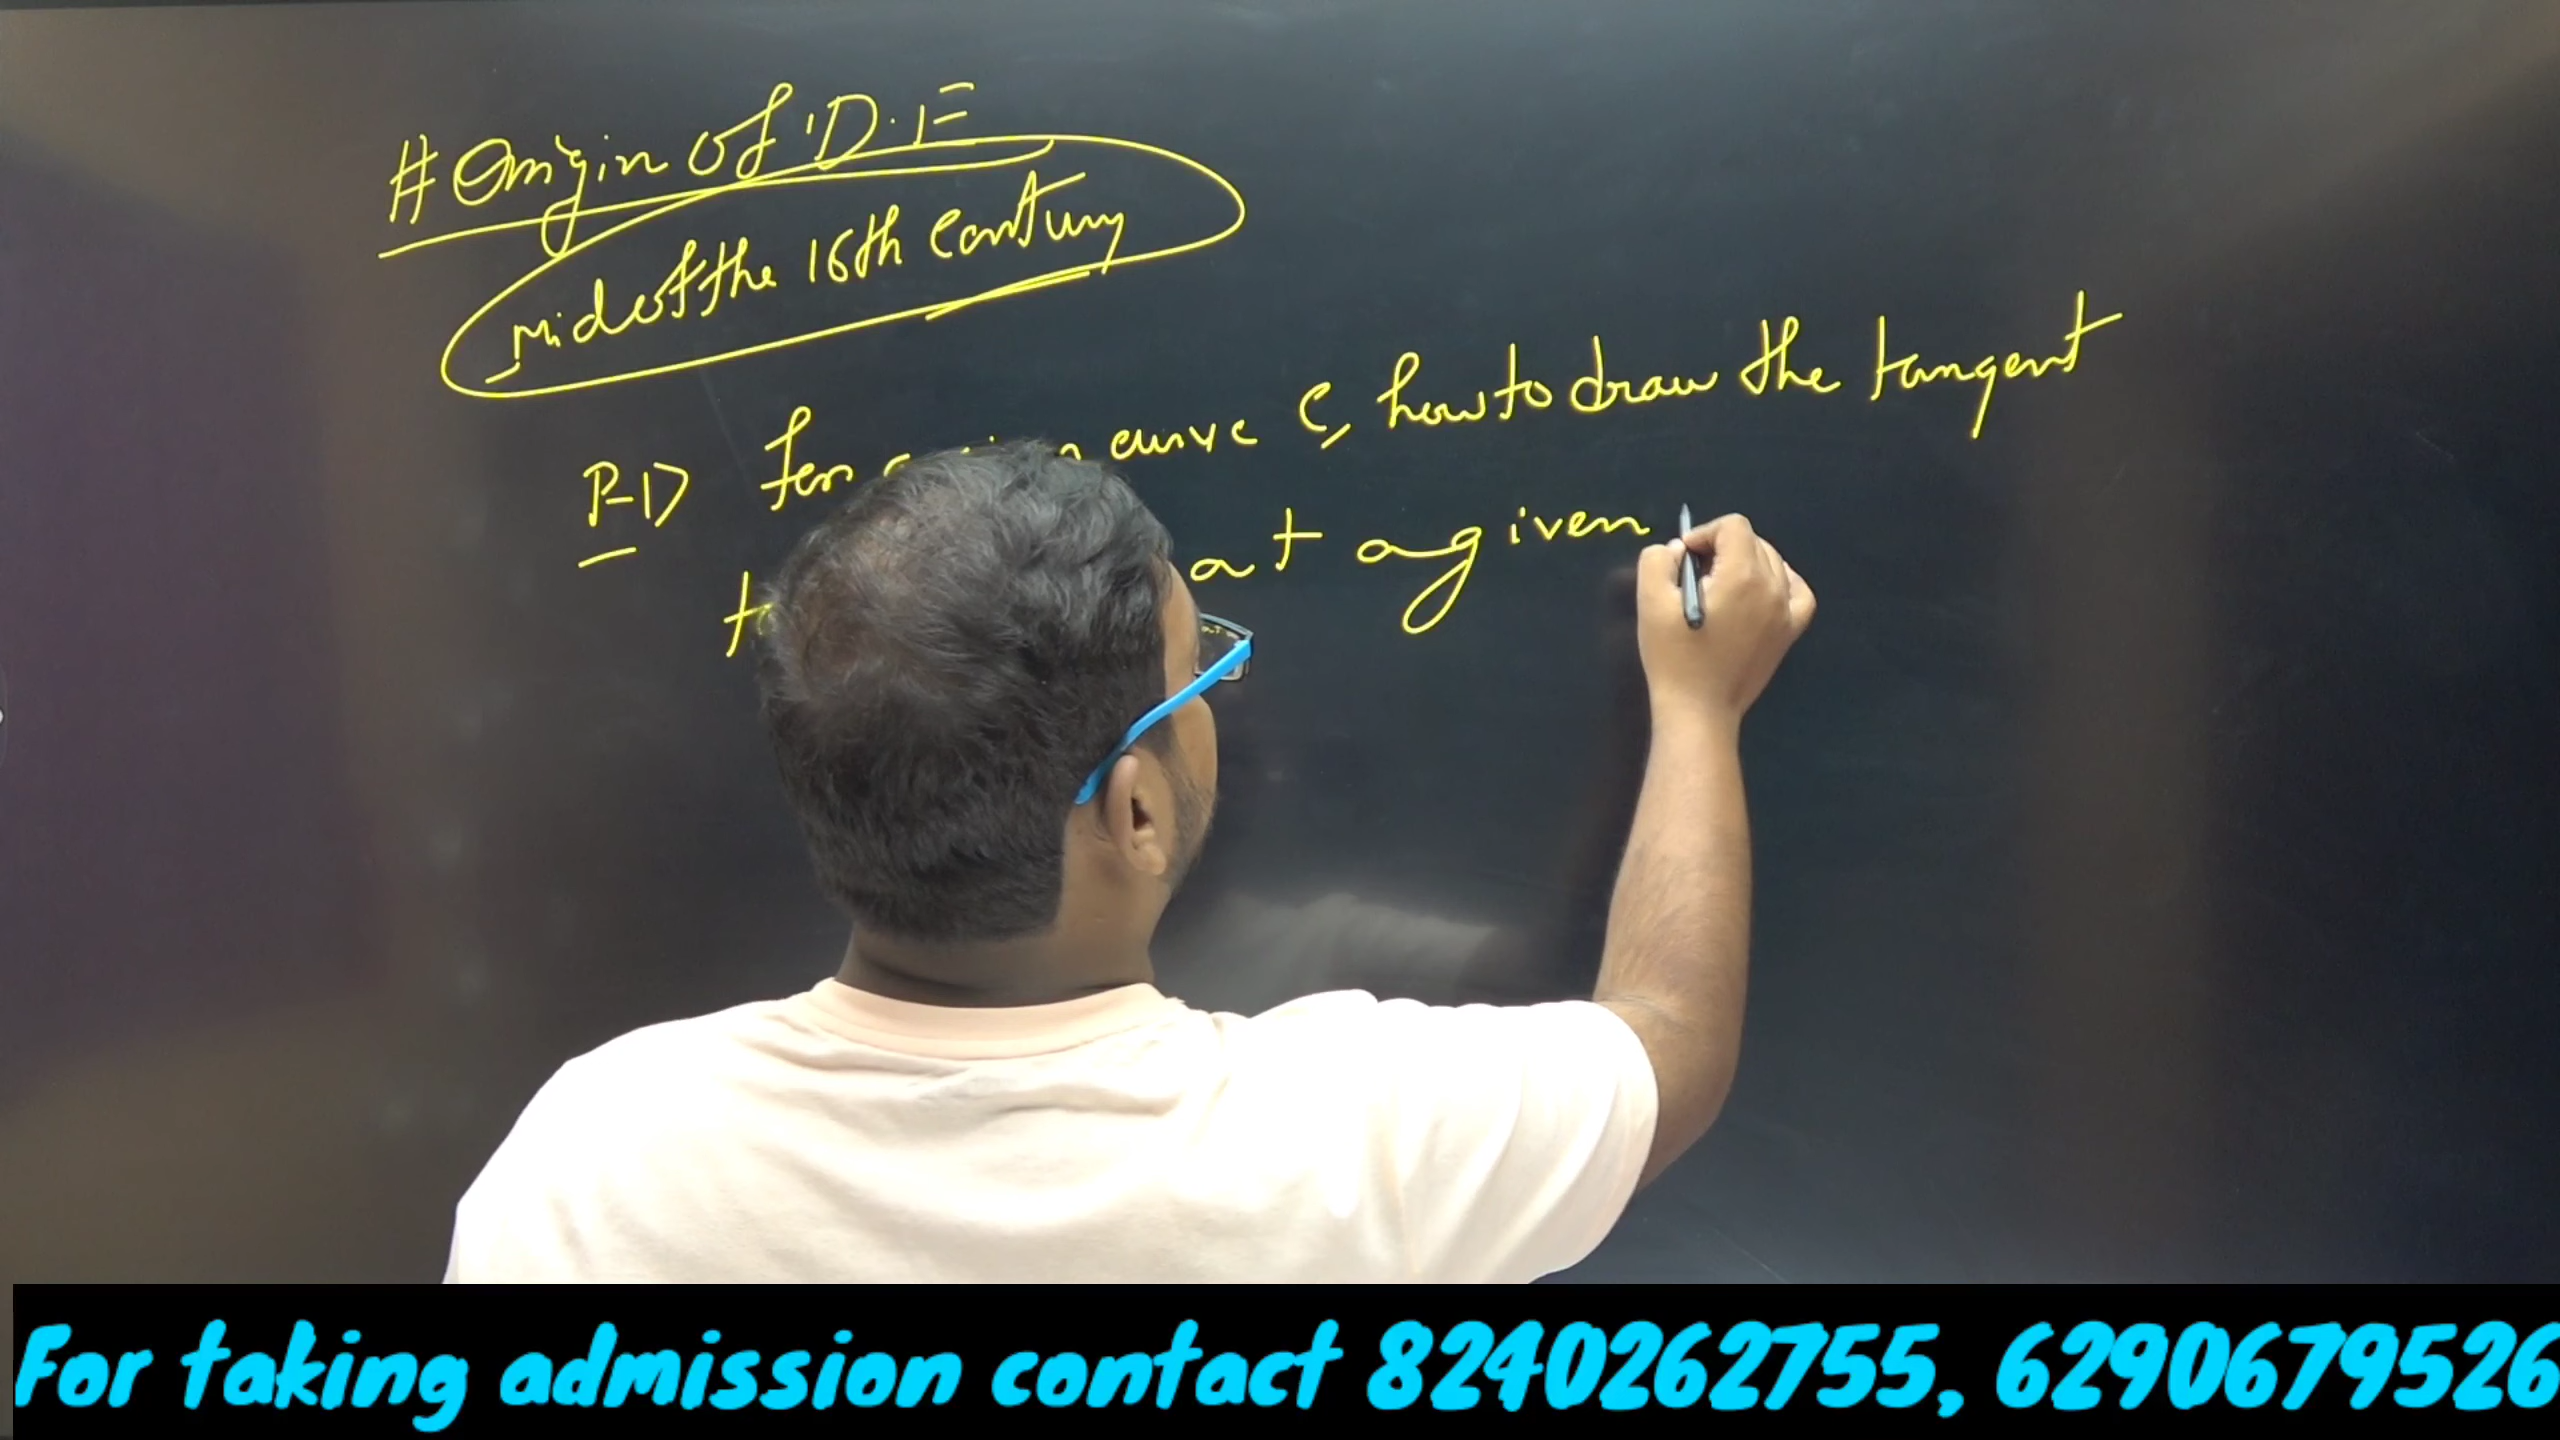 # Origin of D.E
mid of the 16th century
P-1) For curve C, how to draw the tangent
at a given
For taking admission contact 8240262755, 6290679526